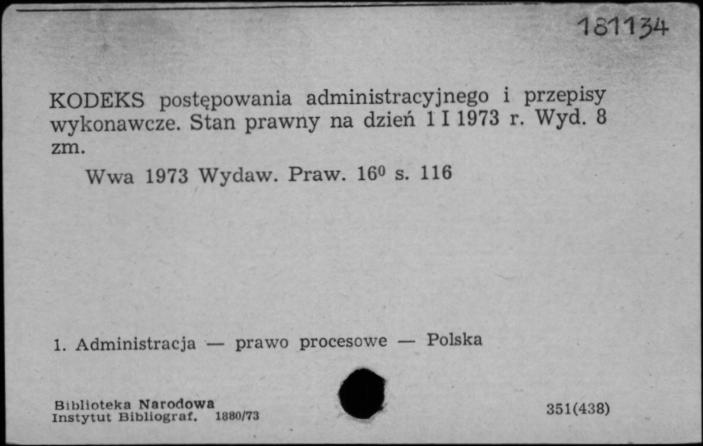 181134
KODEKS postępowania administracyjnego i przepisy
wykonawcze. Stan prawny na dzień 1 I 1973 r. Wyd. 8
zm.
Wwa 1973 Wydaw. Praw. 16⁰ s. 116
1. Administracja — prawo procesowe — Polska
Biblioteka Narodowa
Instytut Bibliograf. 1880/73
351(438)